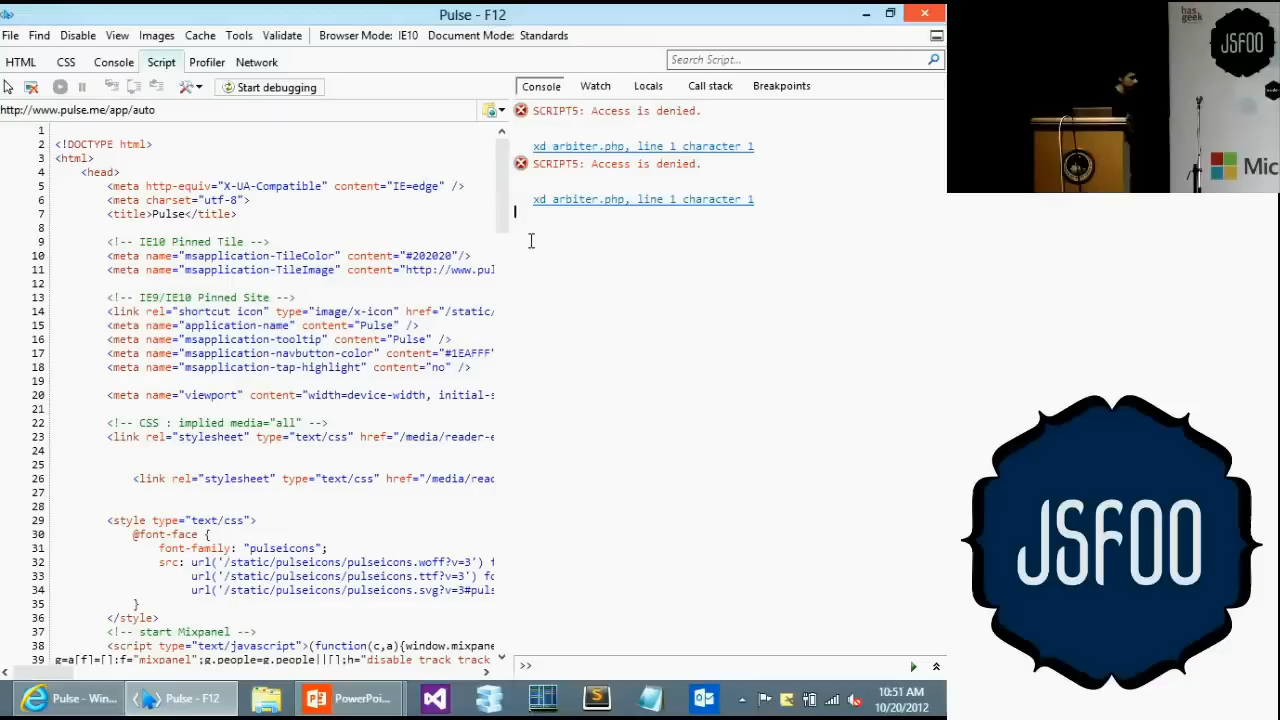 Pulse - F12
File Find Disable View Images Cache Tools Validate Browser Mode: IE10 Document Mode: Standards
HTML CSS Console Script Profiler Network
Search Script...
Start debugging
Console Watch Locals Call stack Breakpoints
http://www.pulse.me/app/auto
1
2 <!DOCTYPE html>
3 <html>
4 <head>
5 <meta http-equiv="X-UA-Compatible" content="IE=edge" />
6 <meta charset="utf-8">
7 <title>Pulse</title>
8
9 <!-- IE10 Pinned Tile -->
10 <meta name="msapplication-TileColor" content="#202020"/>
11 <meta name="msapplication-TileImage" content="http://www.pul
12
13 <!-- IE9/IE10 Pinned Site -->
14 <link rel="shortcut icon" type="image/x-icon" href="/static/
15 <meta name="application-name" content="Pulse" />
16 <meta name="msapplication-tooltip" content="Pulse" />
17 <meta name="msapplication-navbutton-color" content="#1EAFFF"
18 <meta name="msapplication-tap-highlight" content="no" />
19
20 <meta name="viewport" content="width=device-width, initial-s
21
22 <!-- CSS : implied media="all" -->
23 <link rel="stylesheet" type="text/css" href="/media/reader-e
24
25
26 <link rel="stylesheet" type="text/css" href="/media/read
27
28
29 <style type="text/css">
30 @font-face {
31 font-family: "pulseicons";
32 src: url('/static/pulseicons/pulseicons.woff?v=3') f
33 url('/static/pulseicons/pulseicons.ttf?v=3') fo
34 url('/static/pulseicons/pulseicons.svg?v=3#puls
35 }
36 </style>
37 <!-- start Mixpanel -->
38 <script type="text/javascript">(function(c,a){window.mixpane
39 g=a[f]=[];f="mixpanel";g.people=g.people||[];h="disable track track
SCRIPT5: Access is denied.
xd_arbiter.php, line 1 character 1
SCRIPT5: Access is denied.
xd_arbiter.php, line 1 character 1
>>
Pulse - Win...
Pulse - F12
PowerPoi...
10:51 AM
10/20/2012
has
geek
JSFOO
Mic
JSFOO